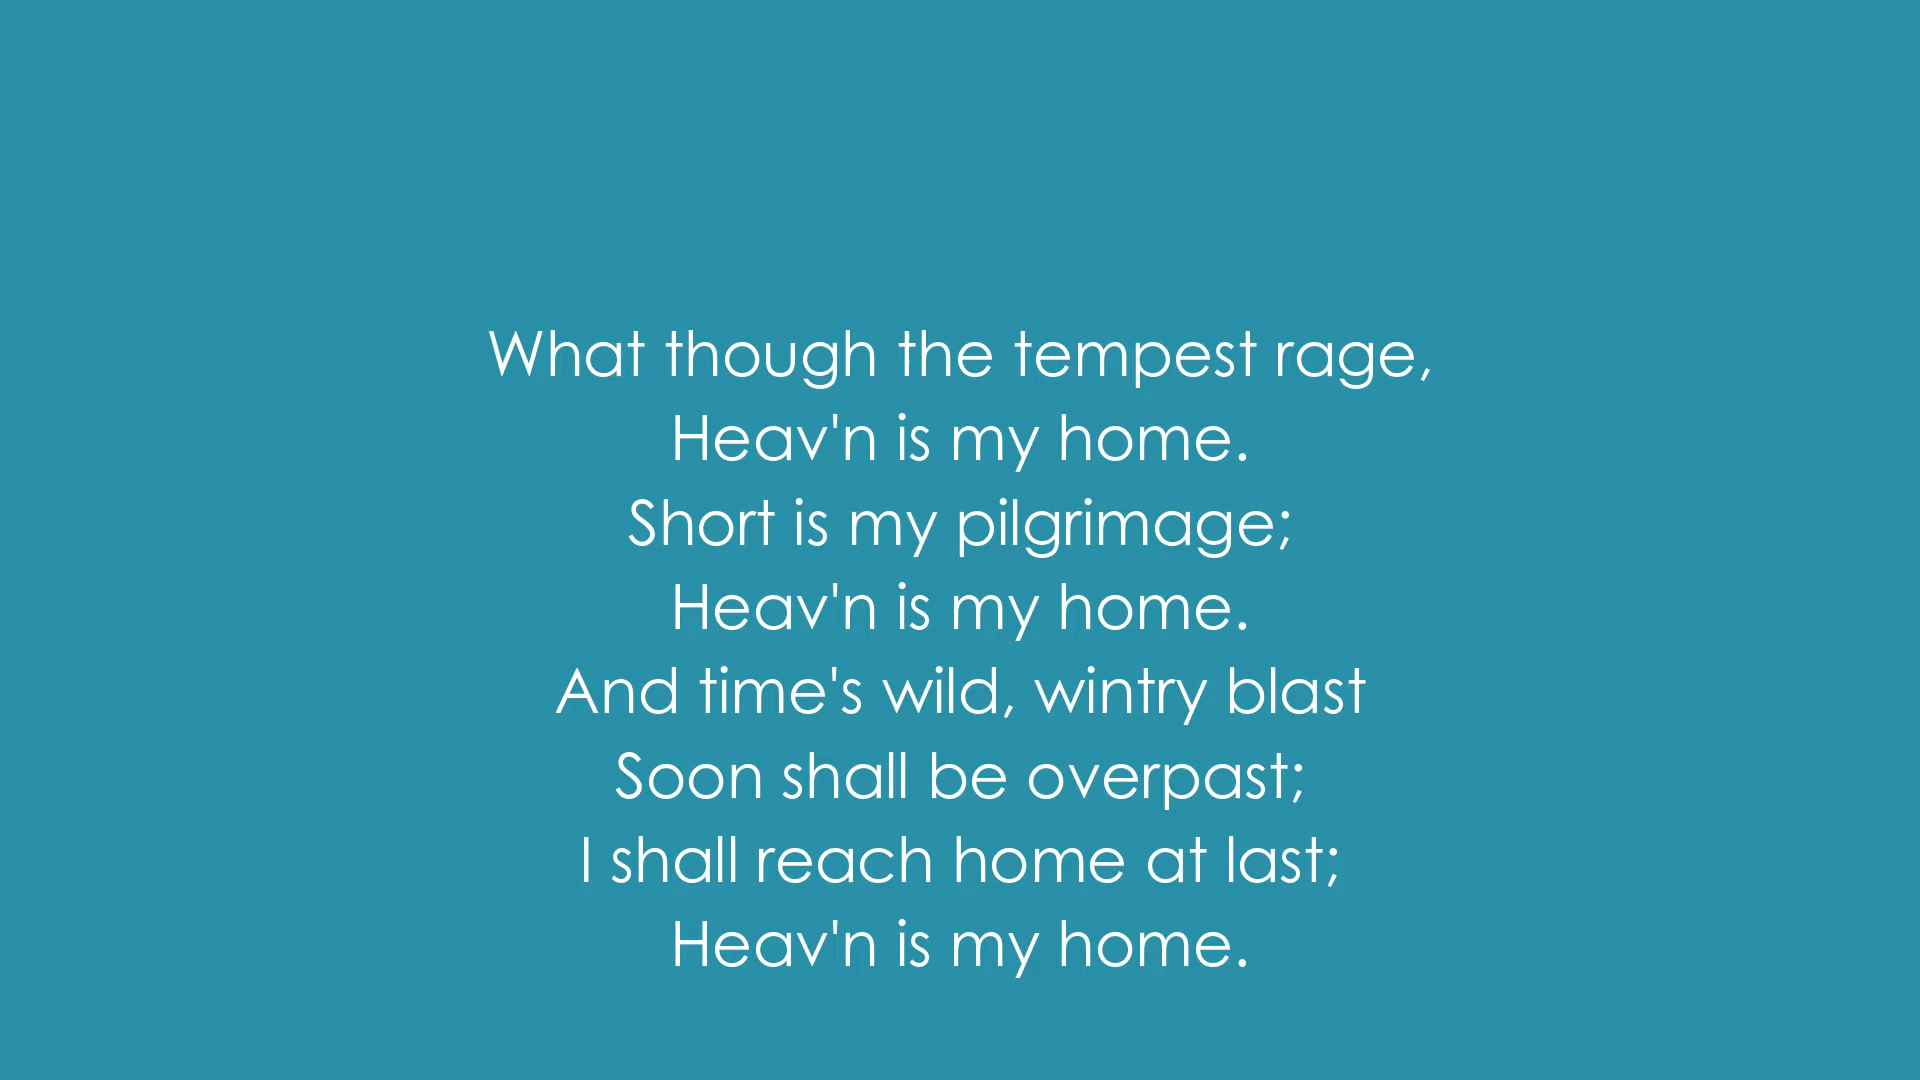 What though the tempest rage,
Heav'n is my home.
Short is my pilgrimage;
Heav'n is my home.
And time's wild, wintry blast
Soon shall be overpast;
I shall reach home at last;
Heav'n is my home.